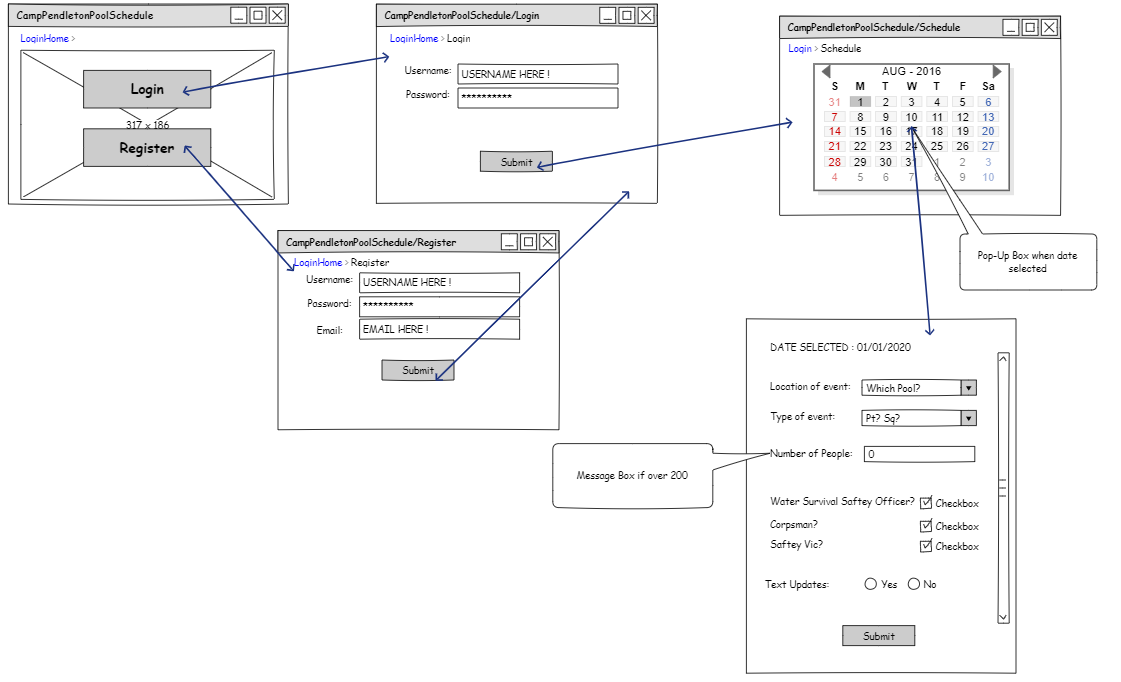 CampPendletonPoolSchedule
LoginHome >
Login
317 x 186
Register
CampPendletonPoolSchedule/Login
LoginHome > Login
Username: USERNAME HERE !
Password: **********
Submit
CampPendletonPoolSchedule/Schedule
Login > Schedule
AUG - 2016
S M T W T F Sa
31 1 2 3 4 5 6
7 8 9 10 11 12 13
14 15 16 17 18 19 20
21 22 23 24 25 26 27
28 29 30 31 1 2 3
4 5 6 7 8 9 10
Pop-Up Box when date
selected
CampPendletonPoolSchedule/Register
LoginHome > Register
Username: USERNAME HERE !
Password: **********
Email: EMAIL HERE !
Submit
DATE SELECTED : 01/01/2020
Location of event: Which Pool?
Type of event: Pt? Sq?
Number of People: 0
Message Box if over 200
Water Survival Saftey Officer? Checkbox
Corpsman? Checkbox
Saftey Vic? Checkbox
Text Updates: Yes No
Submit